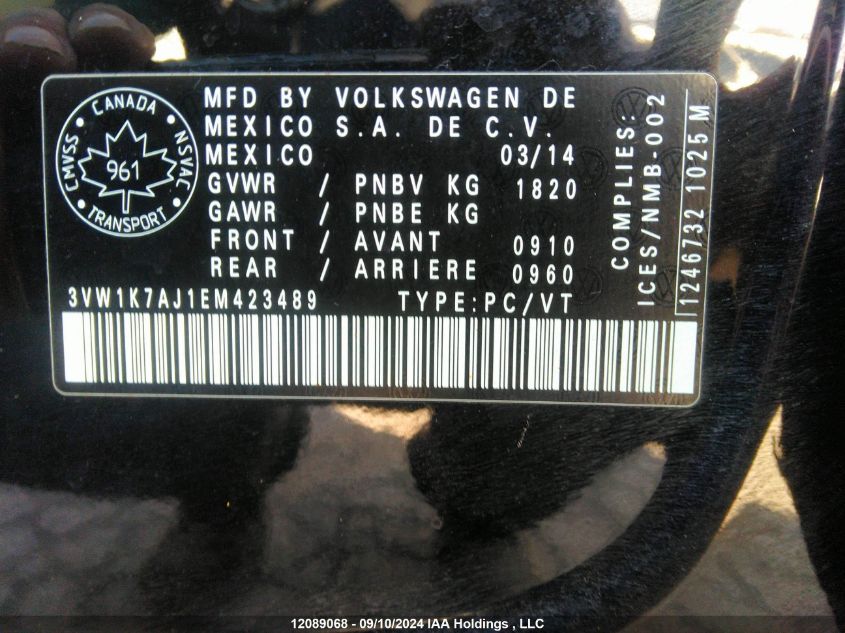 CANADA
CMVSS
961
NSVAC
TRANSPORT
MFD BY VOLKSWAGEN DE
MEXICO S.A. DE C.V.
MEXICO 03/14
GVWR / PNBV KG 1820
GAWR / PNBE KG
FRONT / AVANT 0910
REAR / ARRIERE 0960
3VW1K7AJ1EM423489 TYPE:PC/VT
COMPLIES:
ICES/NMB-002
1246732 1025 M
12089068 - 09/10/2024 IAA Holdings , LLC